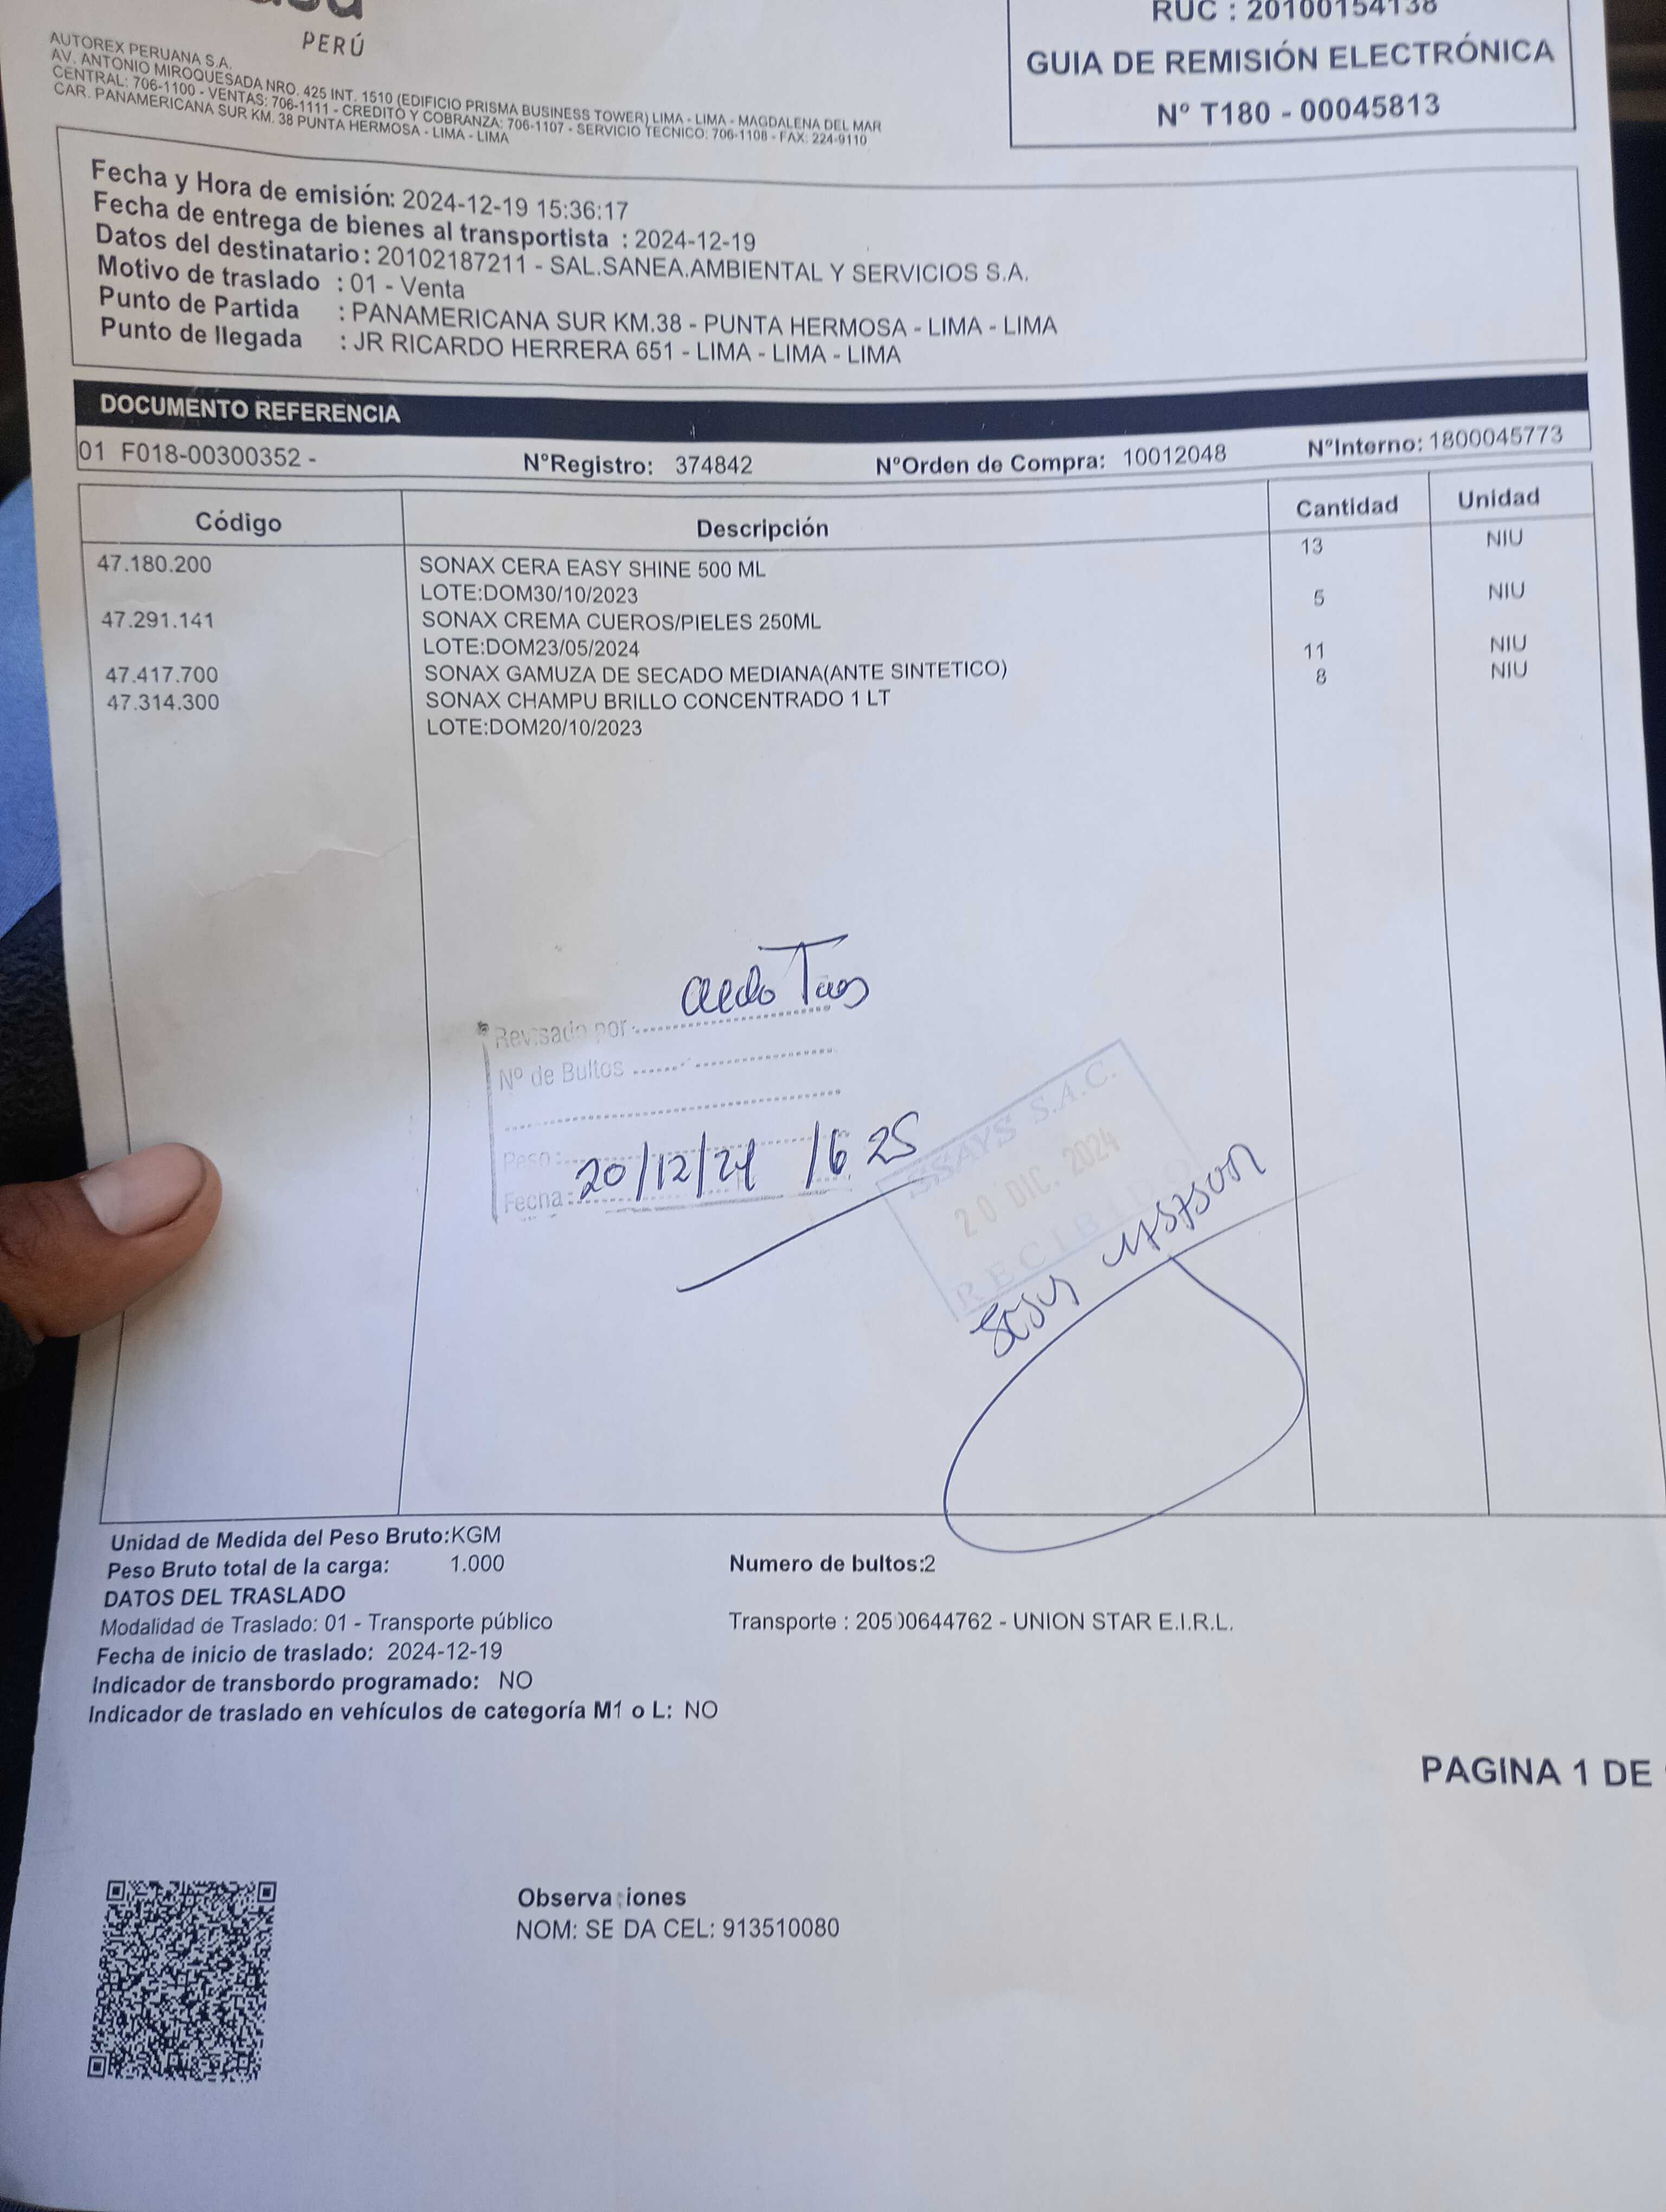 PERÚ
AUTOREX PERUANA S.A.
AV. ANTONIO MIROQUESADA NRO. 425 INT. 1510 (EDIFICIO PRISMA BUSINESS TOWER) LIMA - LIMA - MAGDALENA DEL MAR
CENTRAL: 706-1100 - VENTAS: 706-1111 - CREDITO Y COBRANZA: 706-1107 - SERVICIO TECNICO: 706-1108 - FAX: 224-9110
CAR. PANAMERICANA SUR KM. 38 PUNTA HERMOSA - LIMA - LIMA
RUC : 20100154138
GUIA DE REMISIÓN ELECTRÓNICA
N° T180 - 00045813
Fecha y Hora de emisión: 2024-12-19 15:36:17
Fecha de entrega de bienes al transportista : 2024-12-19
Datos del destinatario : 20102187211 - SAL.SANEA.AMBIENTAL Y SERVICIOS S.A.
Motivo de traslado : 01 - Venta
Punto de Partida : PANAMERICANA SUR KM.38 - PUNTA HERMOSA - LIMA - LIMA
Punto de llegada : JR RICARDO HERRERA 651 - LIMA - LIMA - LIMA
DOCUMENTO REFERENCIA
01 F018-00300352 - N°Registro: 374842 N°Orden de Compra: 10012048 N°Interno: 1800045773
Código Descripción Cantidad Unidad
47.180.200 SONAX CERA EASY SHINE 500 ML 13 NIU
LOTE:DOM30/10/2023
47.291.141 SONAX CREMA CUEROS/PIELES 250ML 5 NIU
LOTE:DOM23/05/2024
47.417.700 SONAX GAMUZA DE SECADO MEDIANA(ANTE SINTETICO) 11 NIU
47.314.300 SONAX CHAMPU BRILLO CONCENTRADO 1 LT 8 NIU
LOTE:DOM20/10/2023
Revisado por:
N° de Bultos
Peso:
Fecha: 20/12/24 16 25
S.A.C.
20 DIC. 2024
RECIBIDO
Unidad de Medida del Peso Bruto:KGM
Peso Bruto total de la carga: 1.000 Numero de bultos:2
DATOS DEL TRASLADO
Modalidad de Traslado: 01 - Transporte público Transporte : 20500644762 - UNION STAR E.I.R.L.
Fecha de inicio de traslado: 2024-12-19
Indicador de transbordo programado: NO
Indicador de traslado en vehículos de categoría M1 o L: NO
PAGINA 1 DE
Observaciones
NOM: SE DA CEL: 913510080